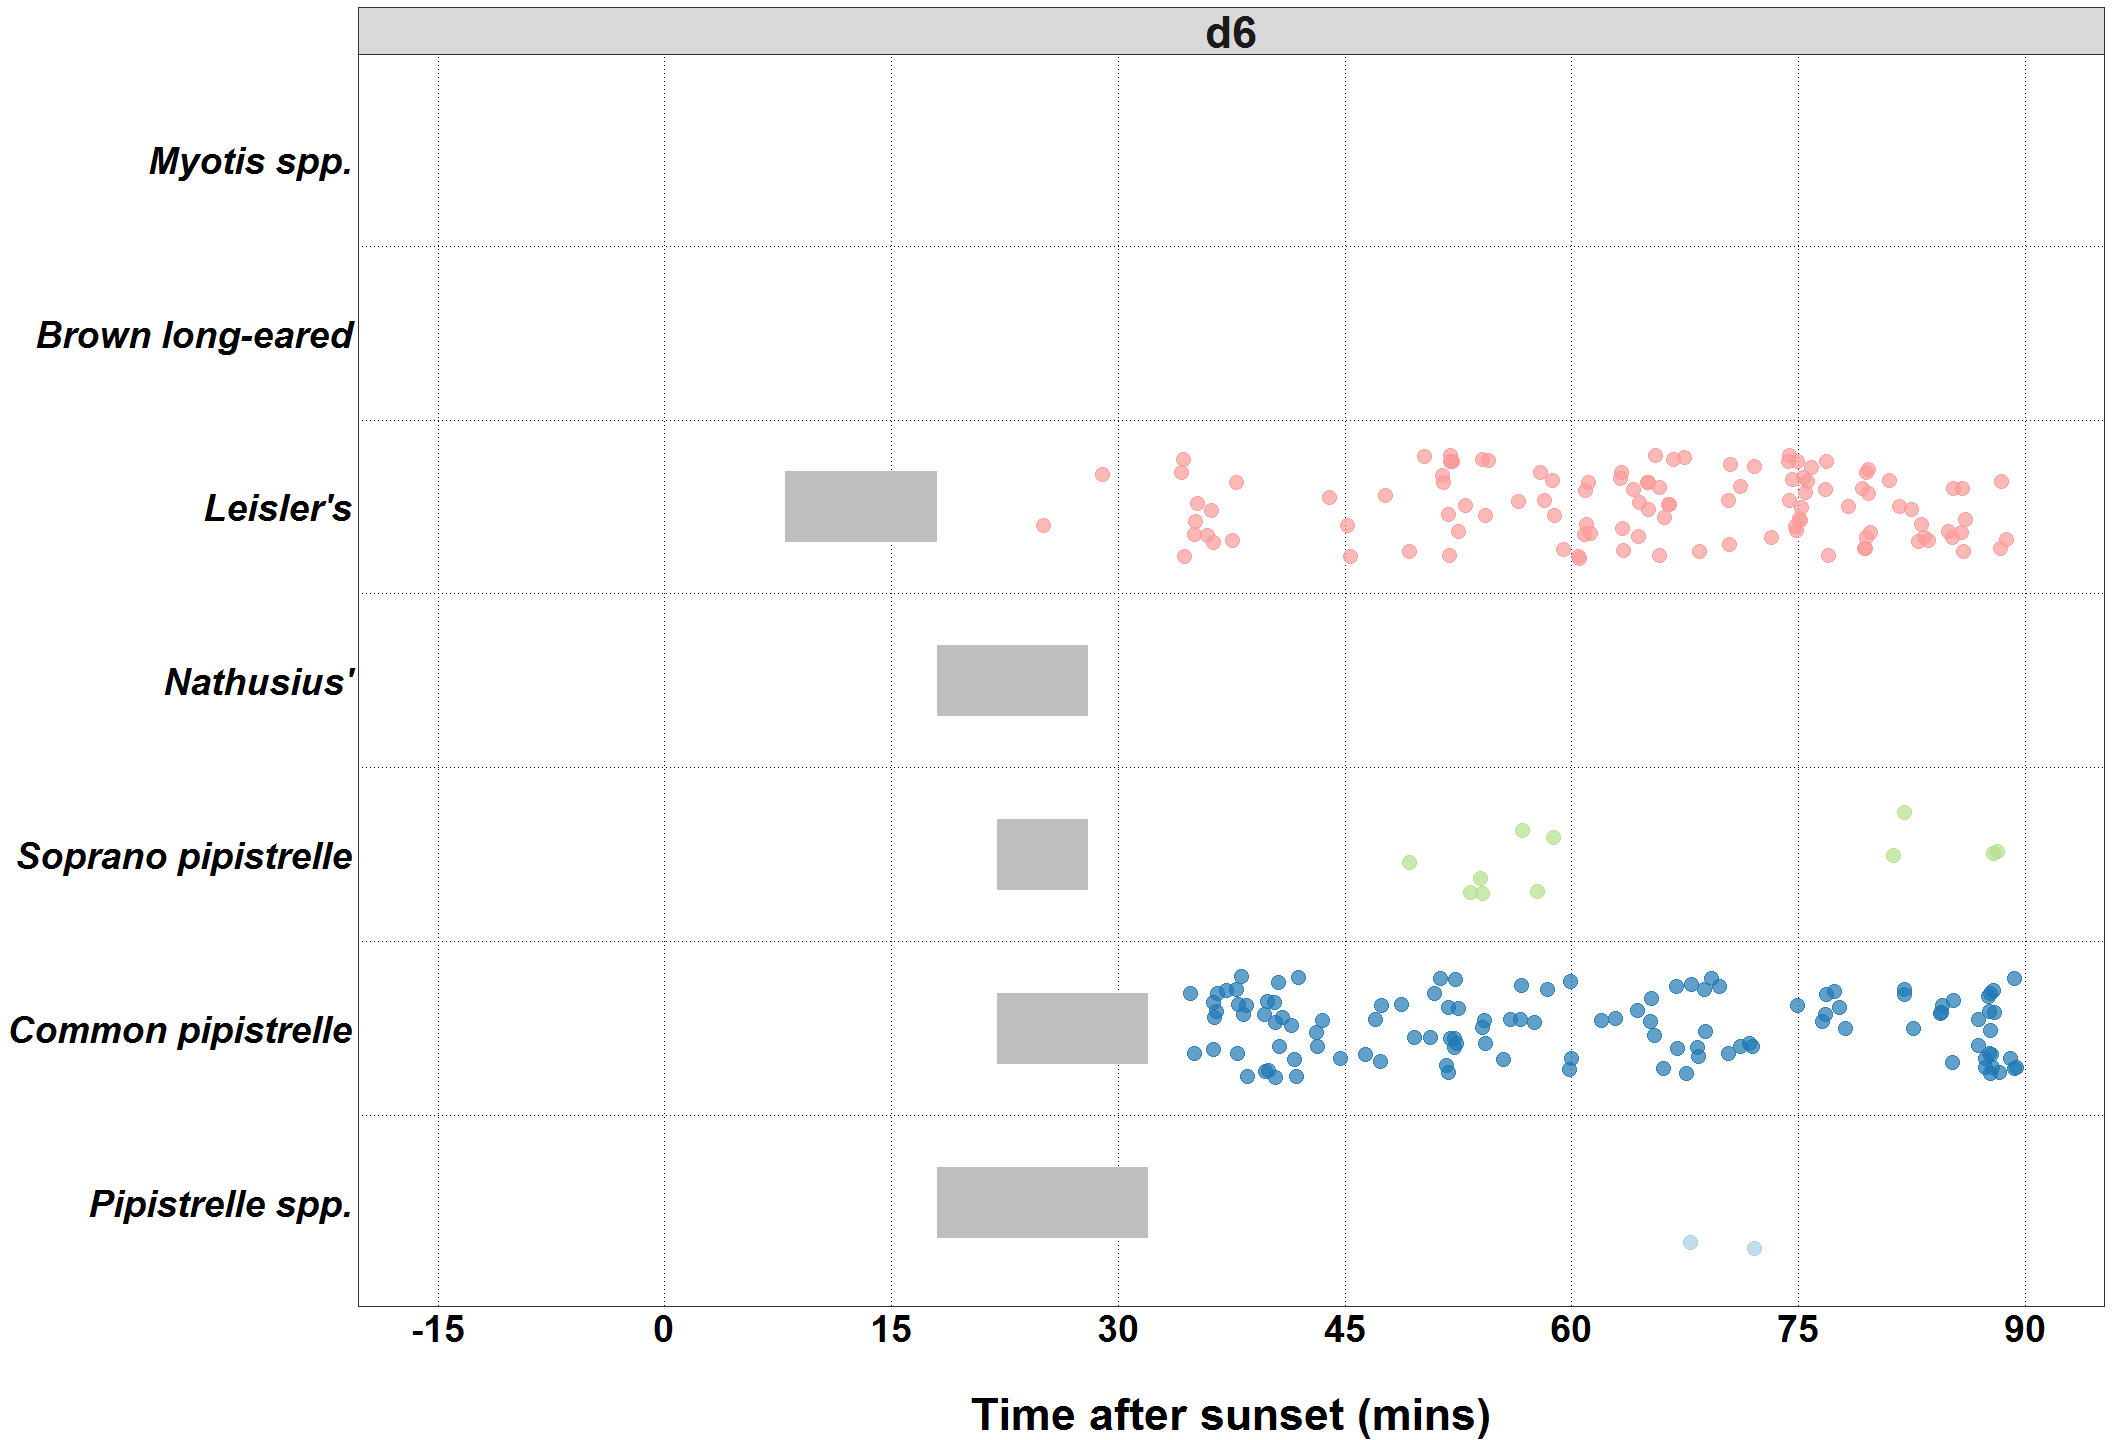 d6
Myotis spp.
Brown long-eared
Leisler's
Nathusius'
Soprano pipistrelle
Common pipistrelle
Pipistrelle spp.
-15 0 15 30 45 60 75 90
Time after sunset (mins)